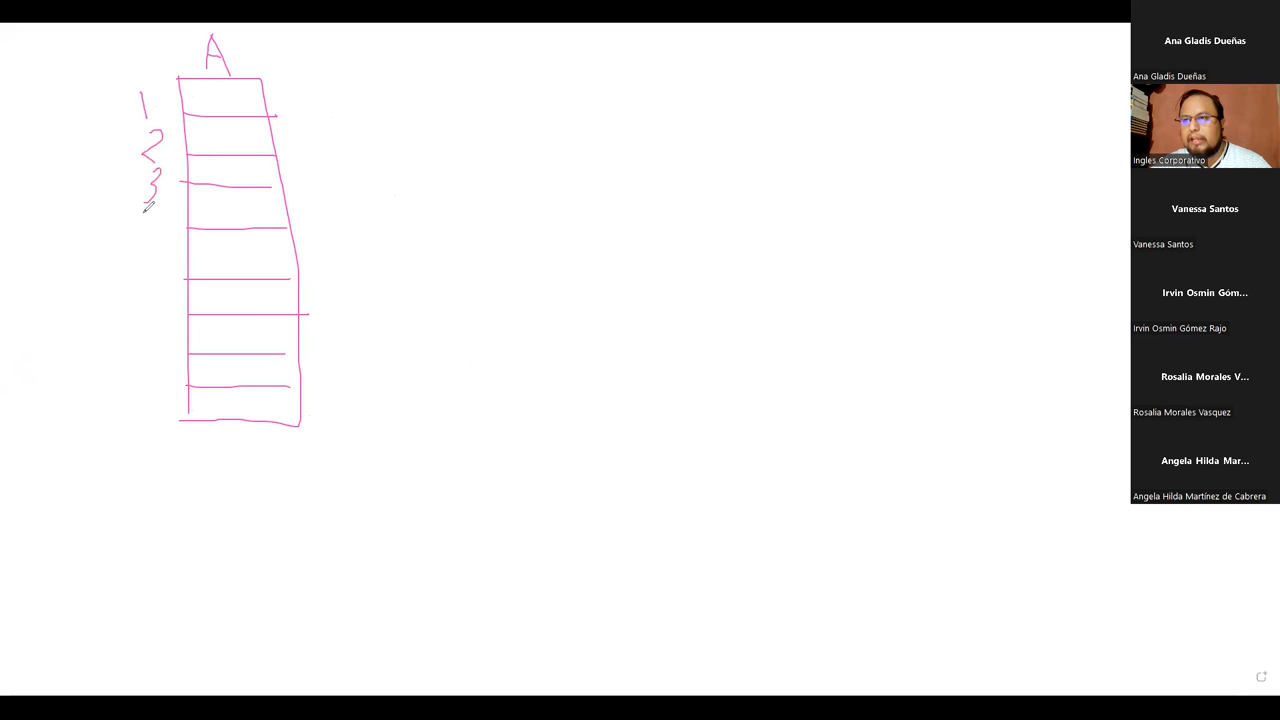 A
1
2
3
Ana Gladis Dueñas
Ana Gladis Dueñas
Ingles Corporativo
Vanessa Santos
Vanessa Santos
Irvin Osmin Góm...
Irvin Osmin Gómez Rajo
Rosalia Morales V...
Rosalia Morales Vasquez
Angela Hilda Mar...
Angela Hilda Martínez de Cabrera